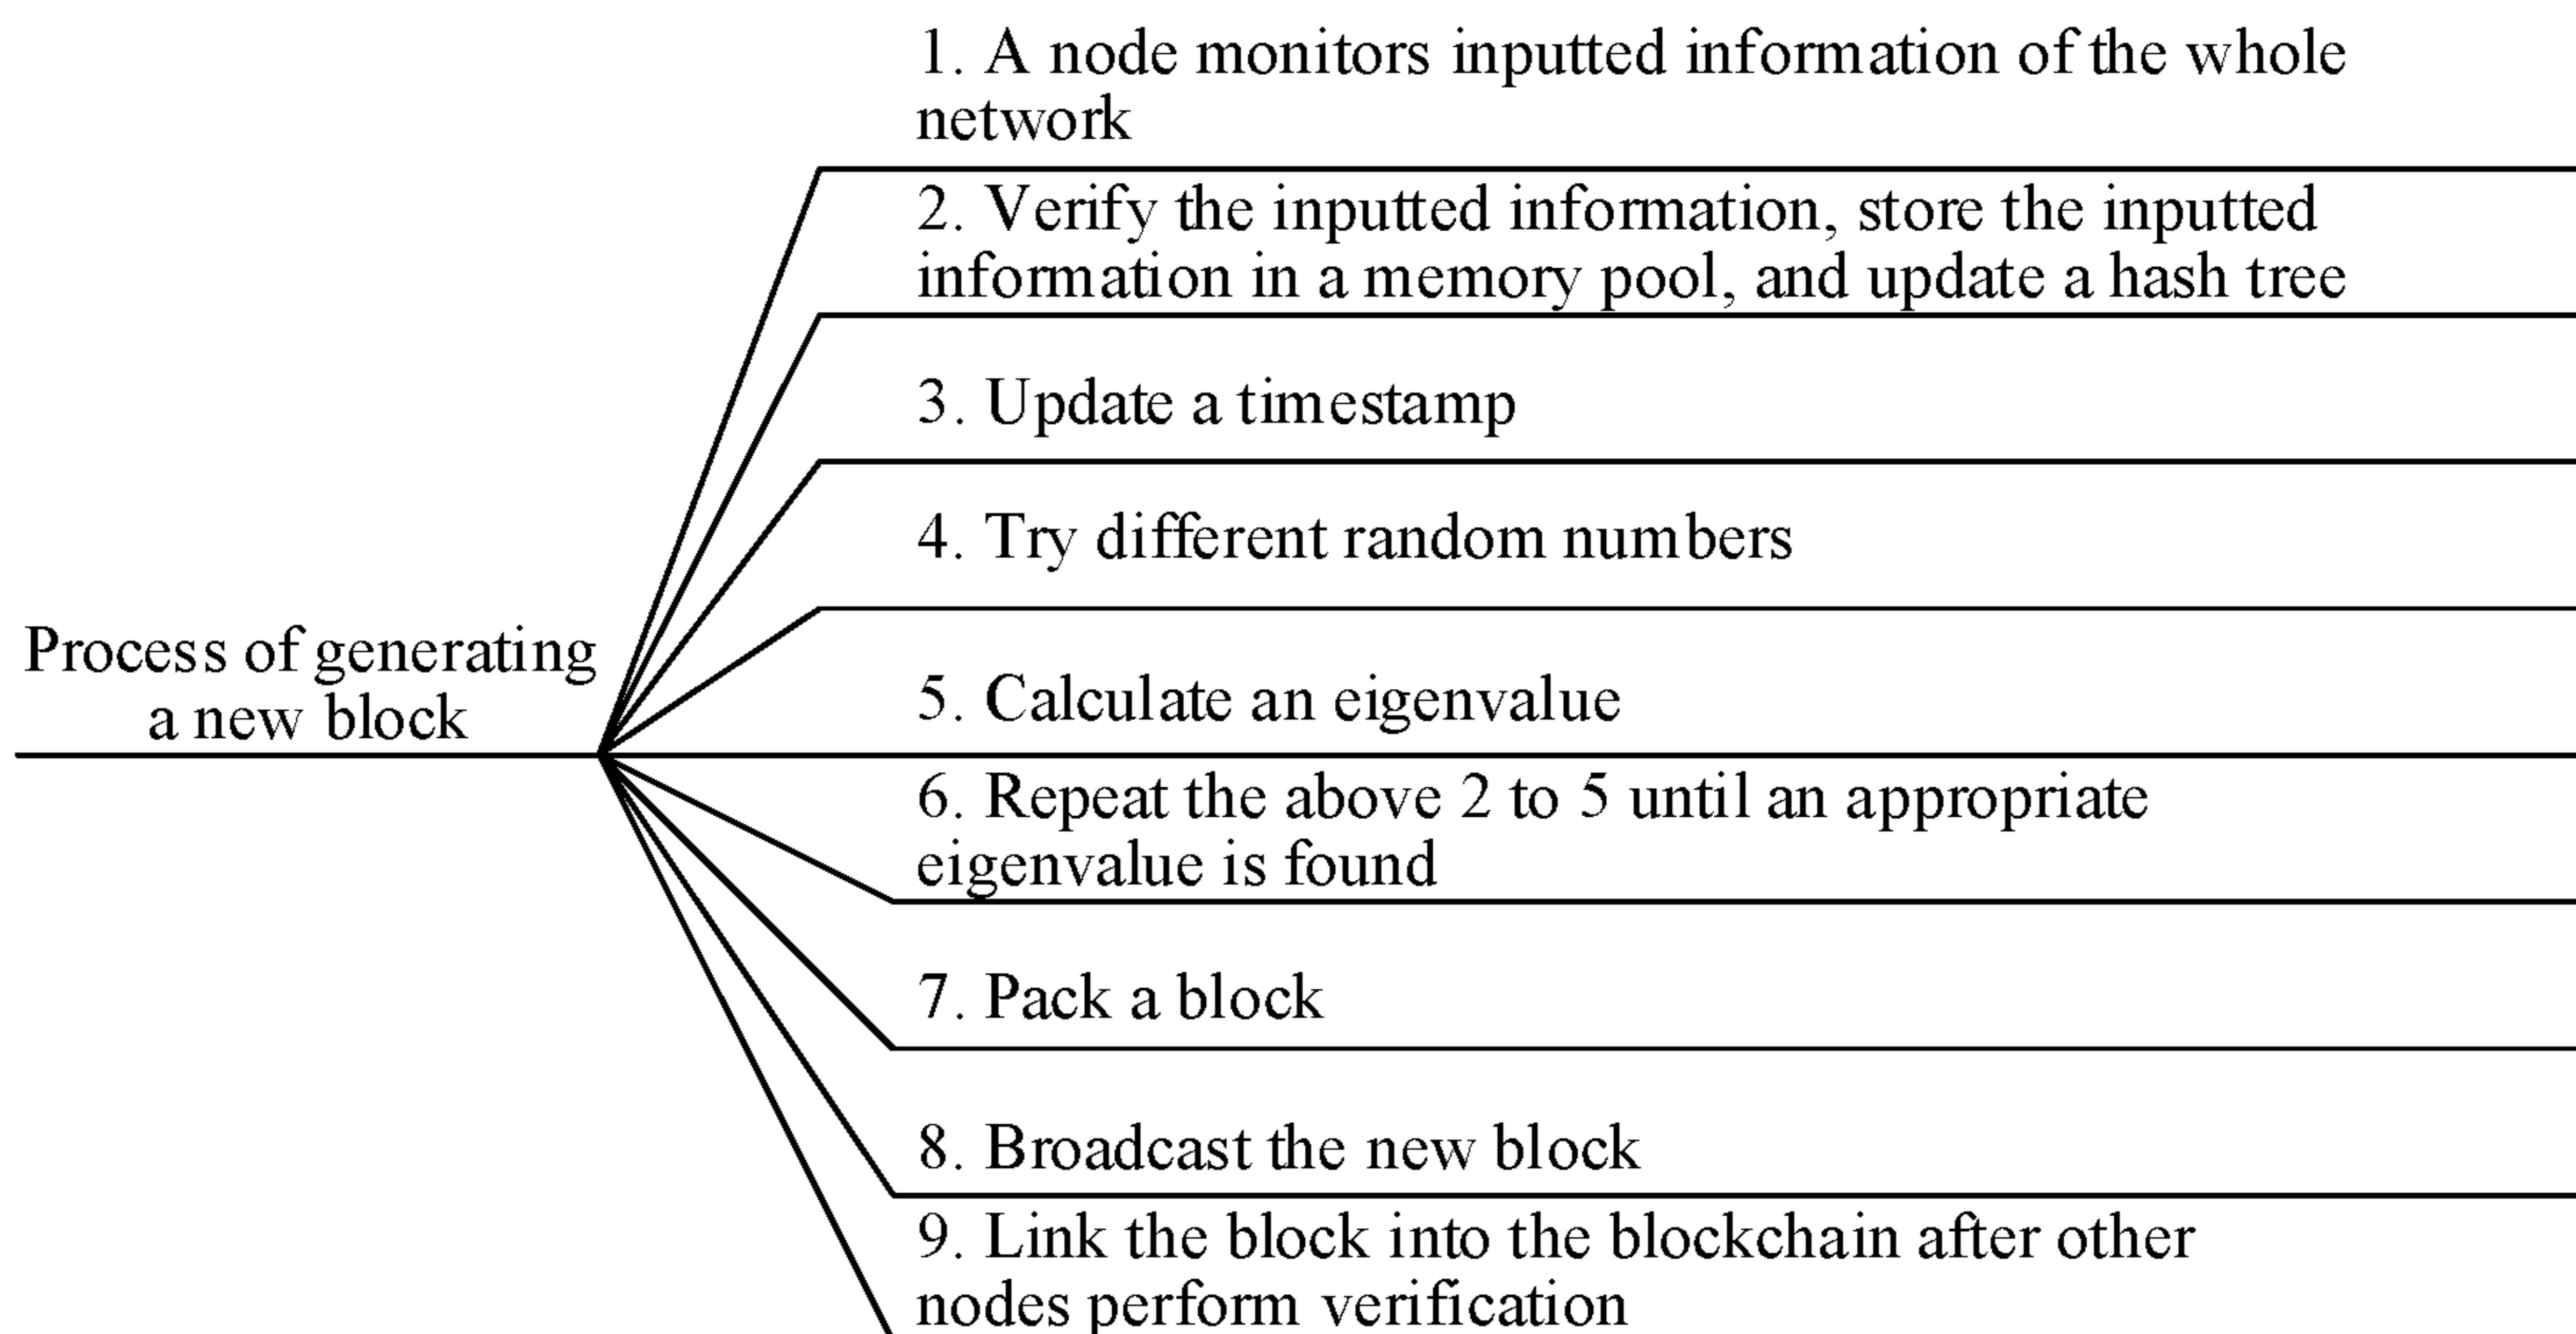 1. A node monitors inputted information of the whole
network
2. Verify the inputted information, store the inputted
information in a memory pool, and update a hash tree
3. Update a timestamp
4. Try different random numbers
Process of generating
a new block
5. Calculate an eigenvalue
6. Repeat the above 2 to 5 until an appropriate
eigenvalue is found
7. Pack a block
8. Broadcast the new block
9. Link the block into the blockchain after other
nodes perform verification